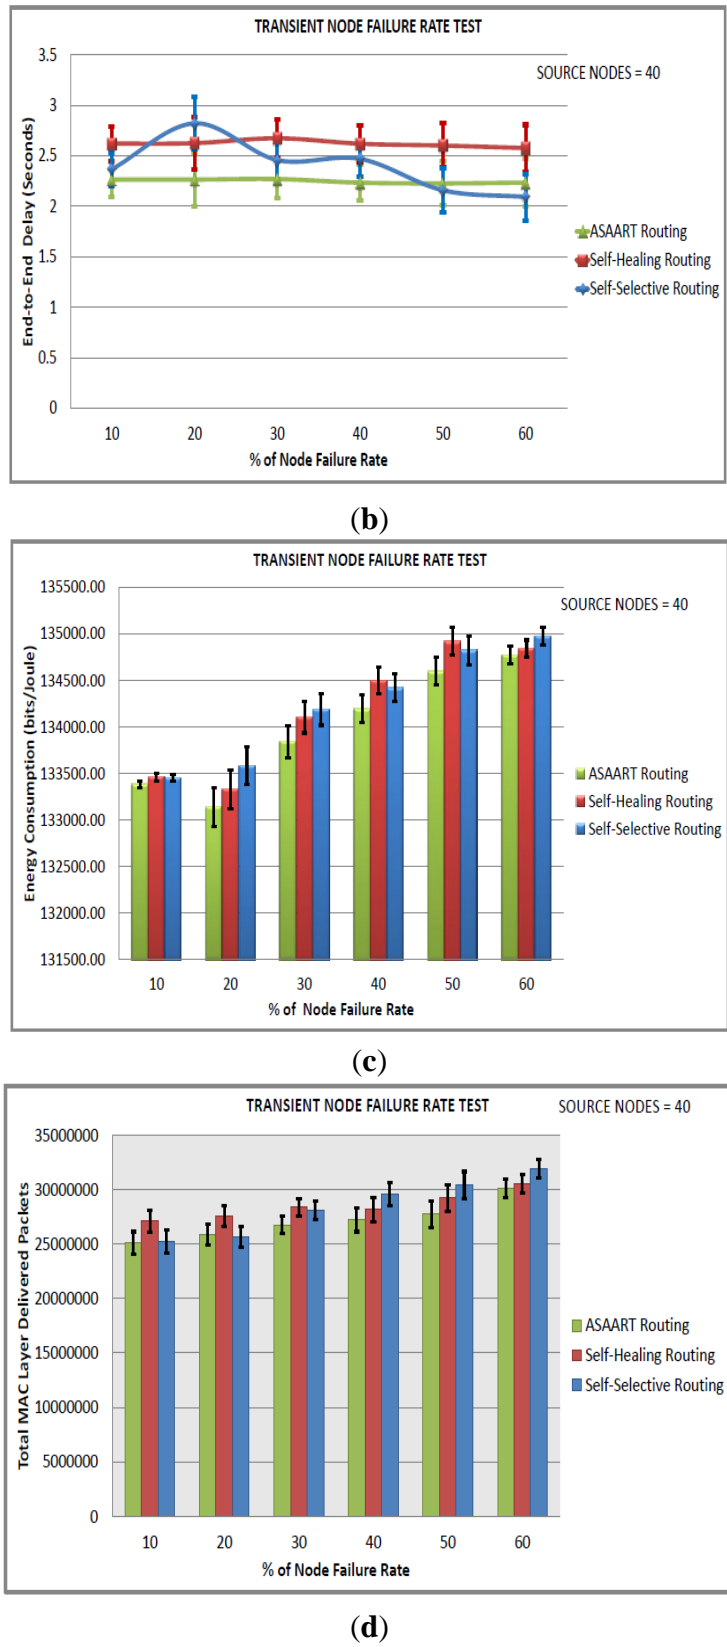 TRANSIENT NODE FAILURE RATE TEST
SOURCE NODES = 40
End-to-End Delay (Seconds)
3.5
3
2.5
2
1.5
1
0.5
0
10 20 30 40 50 60
% of Node Failure Rate
ASAART Routing
Self-Healing Routing
Self-Selective Routing
(b)
TRANSIENT NODE FAILURE RATE TEST
SOURCE NODES = 40
Energy Consumption (bits/Joule)
135500.00
135000.00
134500.00
134000.00
133500.00
133000.00
132500.00
132000.00
131500.00
10 20 30 40 50 60
% of Node Failure Rate
ASAART Routing
Self-Healing Routing
Self-Selective Routing
(c)
TRANSIENT NODE FAILURE RATE TEST
SOURCE NODES = 40
Total MAC Layer Delivered Packets
35000000
30000000
25000000
20000000
15000000
10000000
5000000
0
10 20 30 40 50 60
% of Node Failure Rate
ASAART Routing
Self-Healing Routing
Self-Selective Routing
(d)